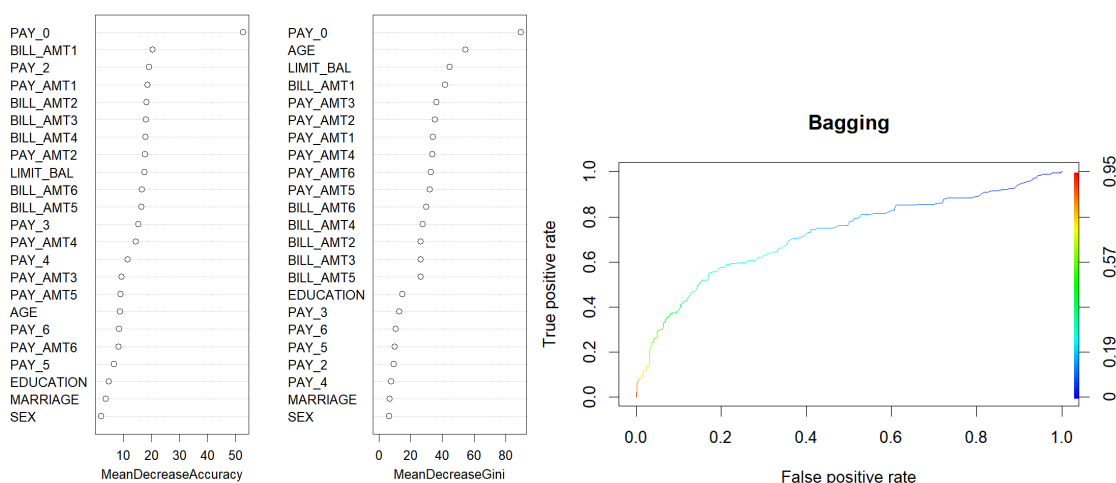 PAY_0
BILL_AMT1
PAY_2
PAY_AMT1
BILL_AMT2
BILL_AMT3
BILL_AMT4
PAY_AMT2
LIMIT_BAL
BILL_AMT6
BILL_AMT5
PAY_3
PAY_AMT4
PAY_4
PAY_AMT3
PAY_AMT5
AGE
PAY_6
PAY_AMT6
PAY_5
EDUCATION
MARRIAGE
SEX
10 20 30 40 50
MeanDecreaseAccuracy
PAY_0
AGE
LIMIT_BAL
BILL_AMT1
PAY_AMT3
PAY_AMT2
PAY_AMT1
PAY_AMT4
PAY_AMT6
PAY_AMT5
BILL_AMT6
BILL_AMT4
BILL_AMT2
BILL_AMT3
BILL_AMT5
EDUCATION
PAY_3
PAY_6
PAY_5
PAY_2
PAY_4
MARRIAGE
SEX
0 20 40 60 80
MeanDecreaseGini
Bagging
True positive rate
1.0
0.8
0.6
0.4
0.2
0.0
0.0 0.2 0.4 0.6 0.8 1.0
False positive rate
0.95
0.57
0.19
0